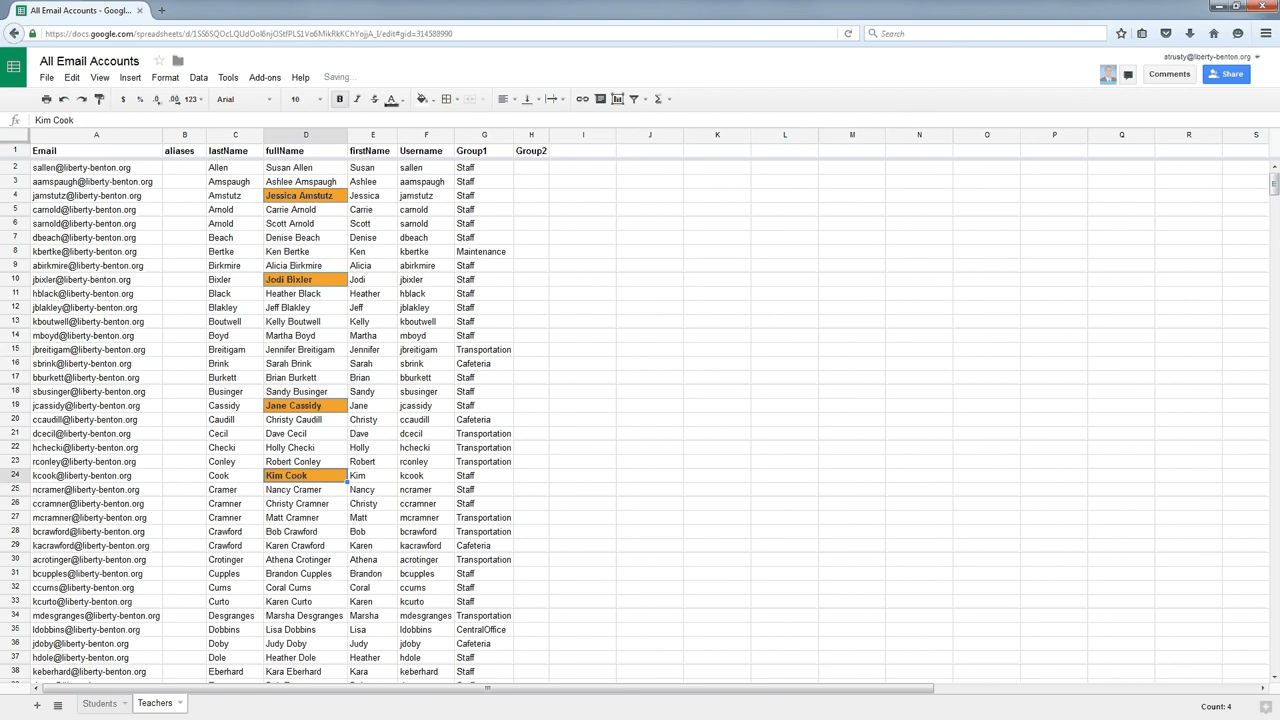 All Email Accounts - Goog...
https://docs.google.com/spreadsheets/d/
Search
All Email Accounts
atrusty@liberty-benton.org
File Edit View Insert Format Data Tools Add-ons Help Saving...
Comments Share
$ % .0 .00 123 Arial 10 B I A Σ
fx Kim Cook
A B C D E F G H I J K L M N O P Q R S
1 Email aliases lastName fullName firstName Username Group1 Group2
2 sallen@liberty-benton.org Allen Susan Allen Susan sallen Staff
3 aamspaugh@liberty-benton.org Amspaugh Ashlee Amspaugh Ashlee aamspaugh Staff
4 jamstutz@liberty-benton.org Amstutz Jessica Amstutz Jessica jamstutz Staff
5 carnold@liberty-benton.org Arnold Carrie Arnold Carrie carnold Staff
6 sarnold@liberty-benton.org Arnold Scott Arnold Scott sarnold Staff
7 dbeach@liberty-benton.org Beach Denise Beach Denise dbeach Staff
8 kbertke@liberty-benton.org Bertke Ken Bertke Ken kbertke Maintenance
9 abirkmire@liberty-benton.org Birkmire Alicia Birkmire Alicia abirkmire Staff
10 jbixler@liberty-benton.org Bixler Jodi Bixler Jodi jbixler Staff
11 hblack@liberty-benton.org Black Heather Black Heather hblack Staff
12 jblakley@liberty-benton.org Blakley Jeff Blakley Jeff jblakley Staff
13 kboutwell@liberty-benton.org Boutwell Kelly Boutwell Kelly kboutwell Staff
14 mboyd@liberty-benton.org Boyd Martha Boyd Martha mboyd Staff
15 jbreitigam@liberty-benton.org Breitigam Jennifer Breitigam Jennifer jbreitigam Transportation
16 sbrink@liberty-benton.org Brink Sarah Brink Sarah sbrink Cafeteria
17 bburkett@liberty-benton.org Burkett Brian Burkett Brian bburkett Staff
18 sbusinger@liberty-benton.org Businger Sandy Businger Sandy sbusinger Staff
19 jcassidy@liberty-benton.org Cassidy Jane Cassidy Jane jcassidy Staff
20 ccaudill@liberty-benton.org Caudill Christy Caudill Christy ccaudill Cafeteria
21 dcecil@liberty-benton.org Cecil Dave Cecil Dave dcecil Transportation
22 hchecki@liberty-benton.org Checki Holly Checki Holly hchecki Transportation
23 rconley@liberty-benton.org Conley Robert Conley Robert rconley Transportation
24 kcook@liberty-benton.org Cook Kim Cook Kim kcook Staff
25 ncramer@liberty-benton.org Cramer Nancy Cramer Nancy ncramer Staff
26 ccramner@liberty-benton.org Cramner Christy Cramner Christy ccramner Staff
27 mcramner@liberty-benton.org Cramner Matt Cramner Matt mcramner Transportation
28 bcrawford@liberty-benton.org Crawford Bob Crawford Bob bcrawford Transportation
29 kacrawford@liberty-benton.org Crawford Karen Crawford Karen kacrawford Cafeteria
30 acrotinger@liberty-benton.org Crotinger Athena Crotinger Athena acrotinger Transportation
31 bcupples@liberty-benton.org Cupples Brandon Cupples Brandon bcupples Staff
32 ccurns@liberty-benton.org Curns Coral Curns Coral ccurns Staff
33 kcurto@liberty-benton.org Curto Karen Curto Karen kcurto Staff
34 mdesgranges@liberty-benton.org Desgranges Marsha Desgranges Marsha mdesgranges Transportation
35 ldobbins@liberty-benton.org Dobbins Lisa Dobbins Lisa ldobbins CentralOffice
36 jdoby@liberty-benton.org Doby Judy Doby Judy jdoby Cafeteria
37 hdole@liberty-benton.org Dole Heather Dole Heather hdole Staff
38 keberhard@liberty-benton.org Eberhard Kara Eberhard Kara keberhard Staff
Students Teachers Count: 4